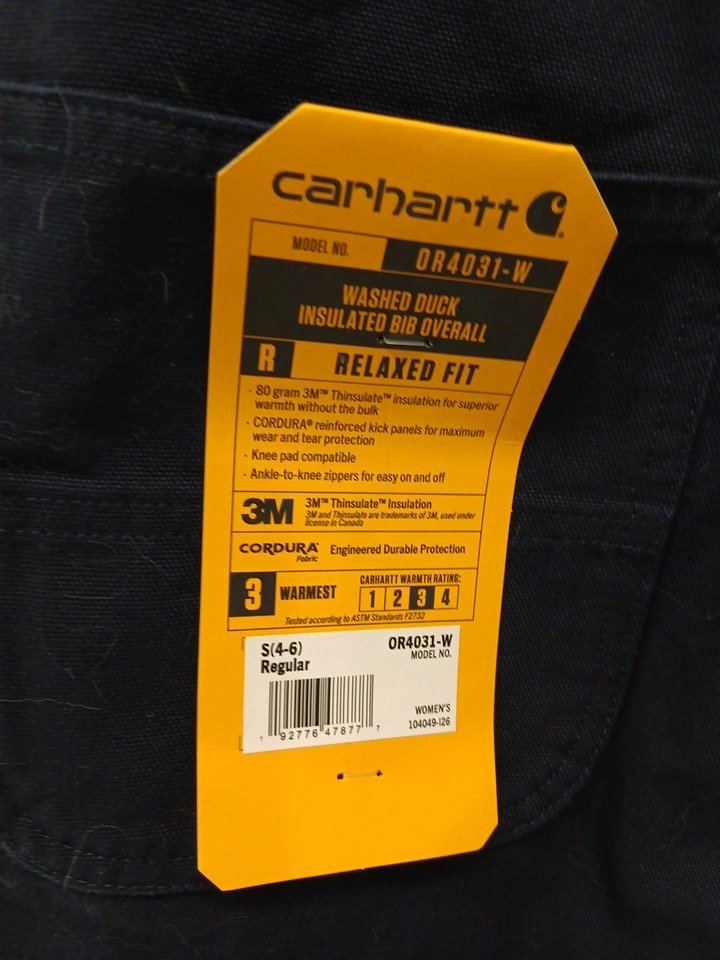 carhartt
MODEL NO. OR4031-W
WASHED DUCK
INSULATED BIB OVERALL
R RELAXED FIT
· 80 gram 3M™ Thinsulate™ insulation for superior
warmth without the bulk
· CORDURA® reinforced kick panels for maximum
wear and tear protection
· Knee pad compatible
· Ankle-to-knee zippers for easy on and off
3M 3M™ Thinsulate™ Insulation
3M and Thinsulate are trademarks of 3M, used under
license in Canada
CORDURA® Engineered Durable Protection
Fabric
CARHARTT WARMTH RATING:
3 WARMEST 1 2 3 4
Tested according to ASTM Standards F2732
S(4-6) OR4031-W
Regular MODEL NO.
1 92776 47877 7
WOMEN'S
104049-I26